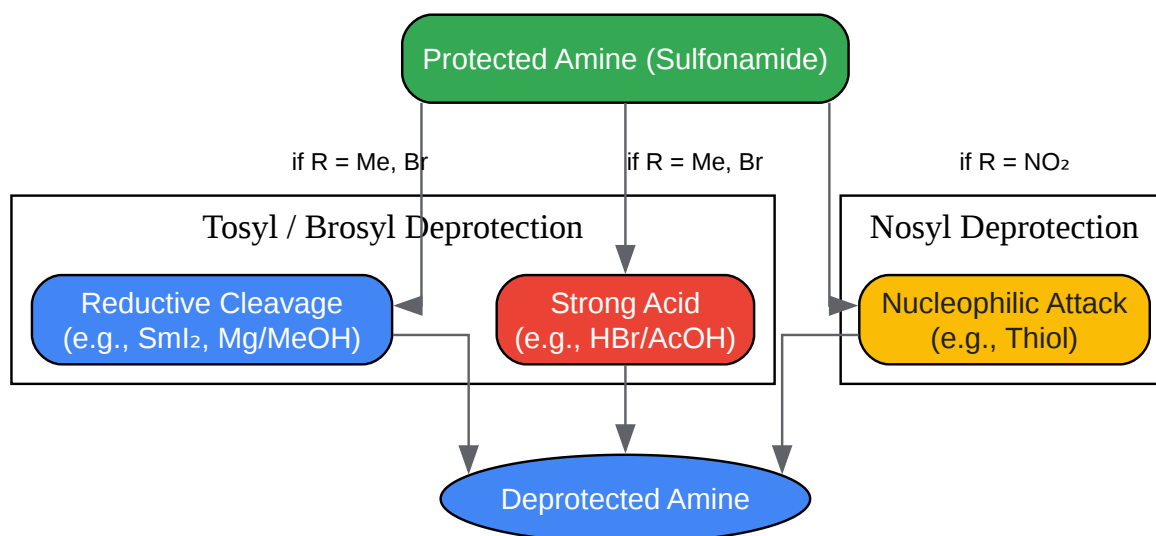 Protected Amine (Sulfonamide)
if R = Me, Br
if R = Me, Br
if R = NO₂
Tosyl / Brosyl Deprotection
Nosyl Deprotection
Reductive Cleavage
(e.g., SmI₂, Mg/MeOH)
Strong Acid
(e.g., HBr/AcOH)
Nucleophilic Attack
(e.g., Thiol)
Deprotected Amine